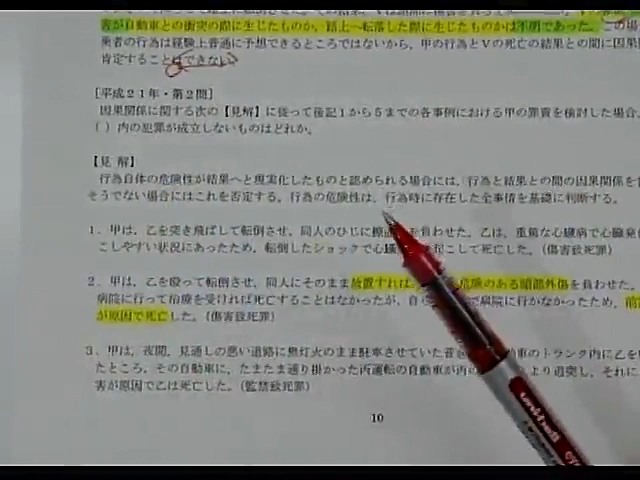 害が自動車との衝突の際に生じたものか、路上へ転落した際に生じたものかは不明であった。この場
異者の行為は経験上普通に予想できるところではないから、甲の行為とVの死亡の結果との間に因果
肯定することはできない
[平成21年・第2問]
因果関係に関する次の【見解】に従って後記1から5までの各事例における甲の罪責を検討した場合、
( )内の犯罪が成立しないものはどれか。
【見 解】
行為自体の危険性が結果へと現実化したものと認められる場合には、行為と結果との間の因果関係を肯
そうでない場合にはこれを否定する。行為の危険性は、行為時に存在した全事情を基礎に判断する。
1. 甲は、乙を突き飛ばして転倒させ、同人のひじに擦過 を負わせた。乙は、重篤な心臓病で心臓発
こしやすい状況にあったため、転倒したショックで心臓 起こして死亡した。(傷害致死罪)
2. 甲は、乙を殴って転倒させ、同人にそのまま放置すれば 危険のある頭部外傷を負わせた。
病院に行って治療を受ければ死亡することはなかったが、自 で病院に行かなかったため、前
が原因で死亡した。(傷害致死罪)
3. 甲は、夜間、見通しの悪い道路に無灯火のまま駐車させていた普 動車のトランク内に乙を
たところ、その自動車に、たまたま通り掛かった丙運転の自動車が丙の より追突し、それに
害が原因で乙は死亡した。(監禁致死罪)
10
uni-ball
eye